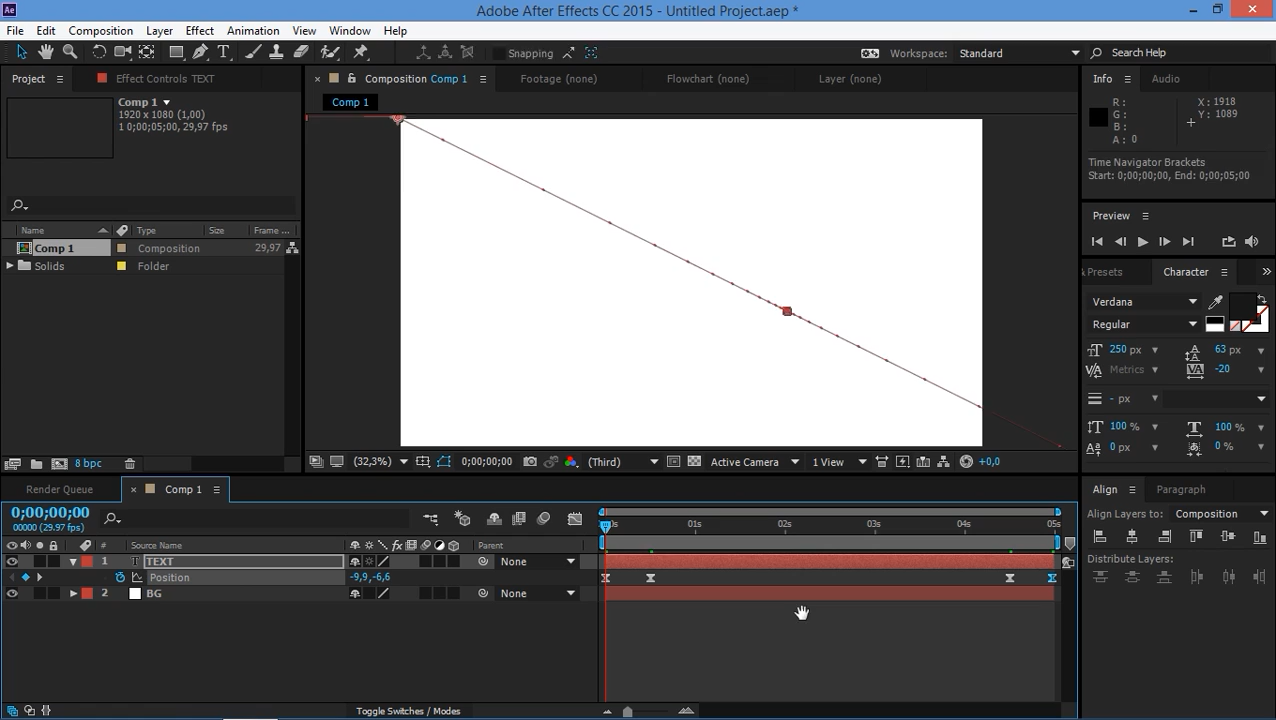 Ae Adobe After Effects CC 2015 - Untitled Project.aep *
File Edit Composition Layer Effect Animation View Window Help
Snapping Workspace: Standard Search Help
Project Effect Controls TEXT Composition Comp 1 Footage (none) Flowchart (none) Layer (none) Info Audio
Comp 1
1920 x 1080 (1,00)
1 0;00;05;00, 29,97 fps
Comp 1
R:
G:
B:
A: 0
X: 1918
Y: 1089
Time Navigator Brackets
Start: 0;00;00;00, End: 0;00;05;00
Preview
Name Type Size Frame ...
Comp 1 Composition 29,97
Solids Folder
& Presets Character
Verdana
Regular
250 px 63 px
Metrics -20
- px
100 % 100 %
0 px 0 %
8 bpc
(32,3%) 0;00;00;00 (Third) Active Camera 1 View +0,0
Render Queue Comp 1
Align Paragraph
0;00;00;00
00000 (29.97 fps)
01s 02s 03s 04s 05s
Align Layers to: Composition
# Source Name Parent
1 T TEXT None
Position -9,9,-6,6
2 BG None
Distribute Layers:
Toggle Switches / Modes